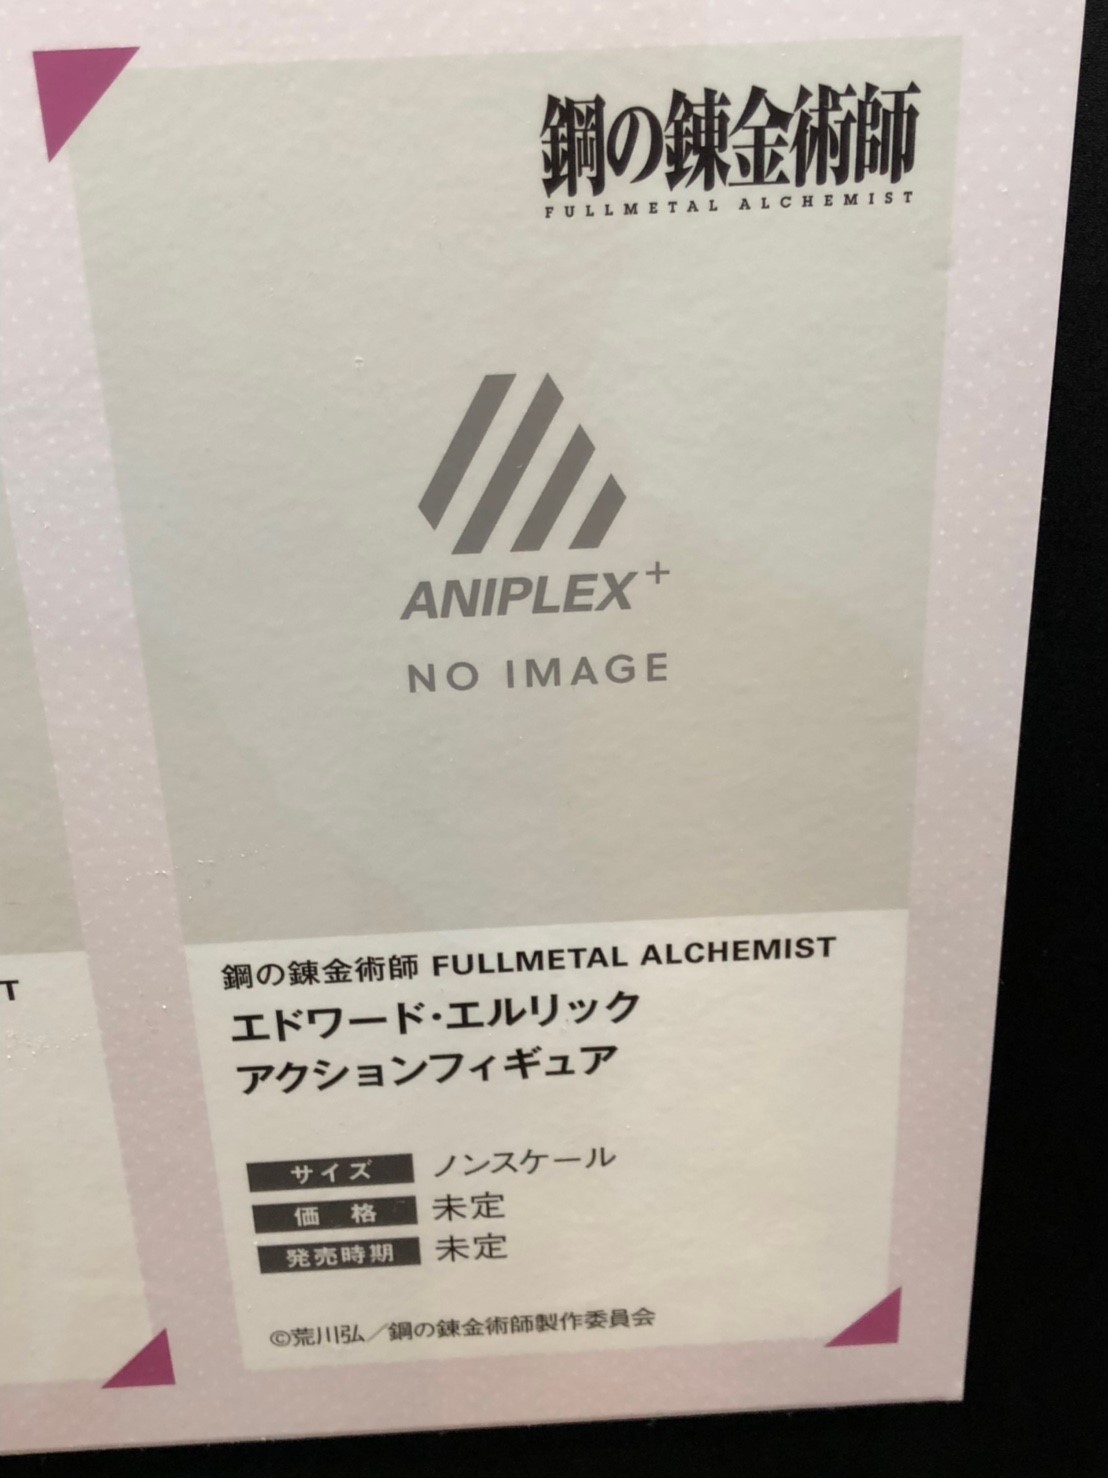 鋼の錬金術師
FULLMETAL ALCHEMIST
ANIPLEX+
NO IMAGE
鋼の錬金術師 FULLMETAL ALCHEMIST
エドワード・エルリック
アクションフィギュア
サイズ ノンスケール
価格 未定
発売時期 未定
©荒川弘/鋼の錬金術師製作委員会
T